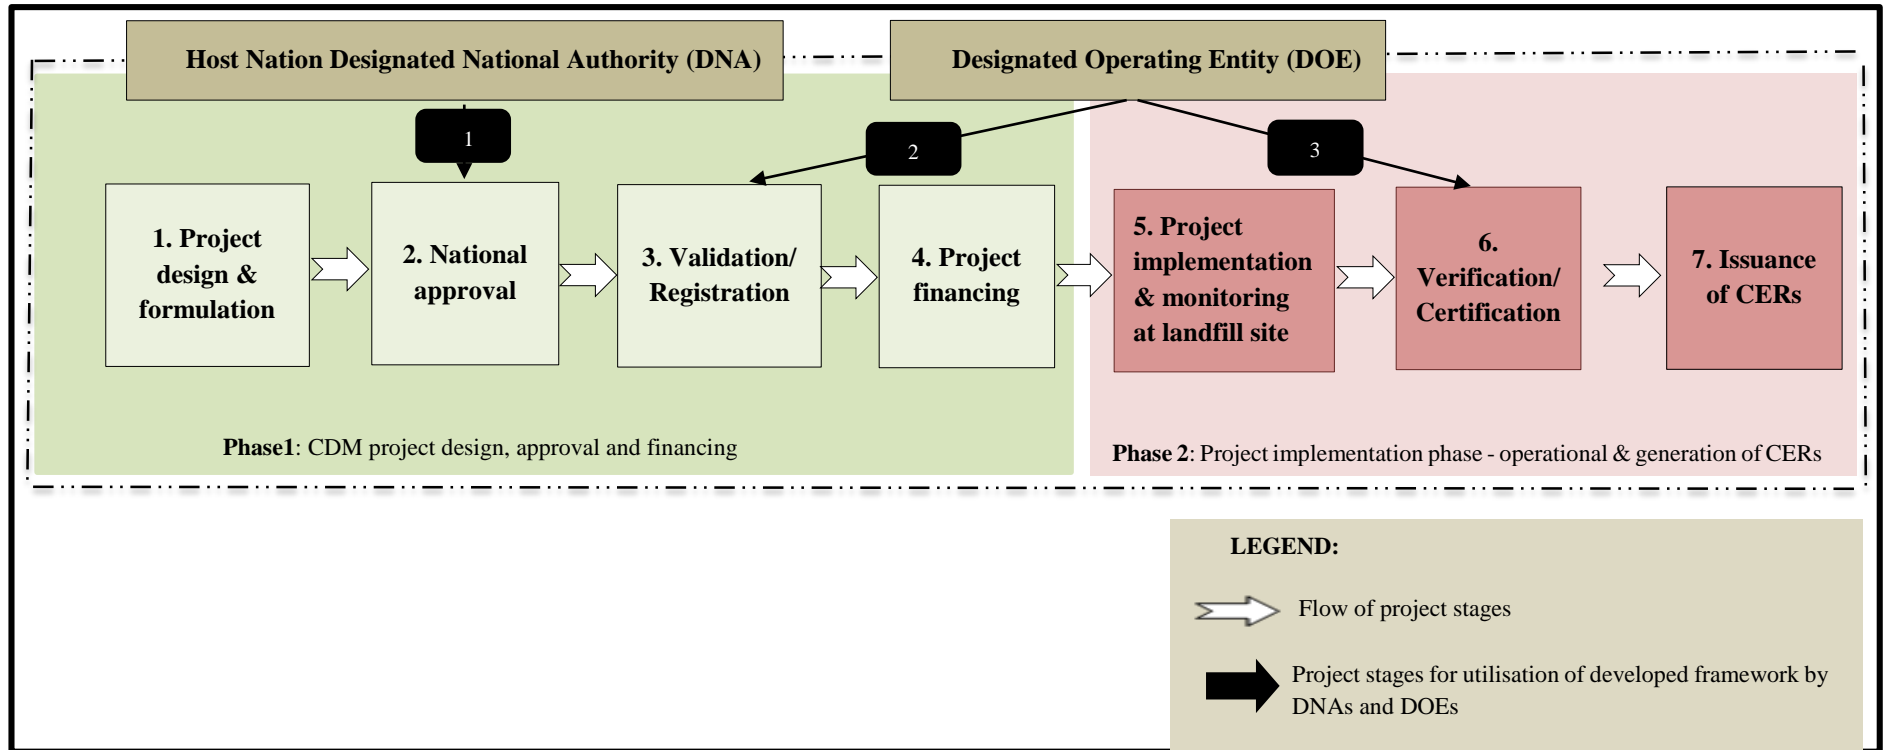 Host Nation Designated National Authority (DNA)
Designated Operating Entity (DOE)
1
2
3
1. Project
design &
formulation
2. National
approval
3. Validation/
Registration
4. Project
financing
5. Project
implementation
& monitoring
at landfill site
6.
Verification/
Certification
7. Issuance
of CERs
Phase1: CDM project design, approval and financing
Phase 2: Project implementation phase - operational & generation of CERs
LEGEND:
Flow of project stages
Project stages for utilisation of developed framework by
DNAs and DOEs